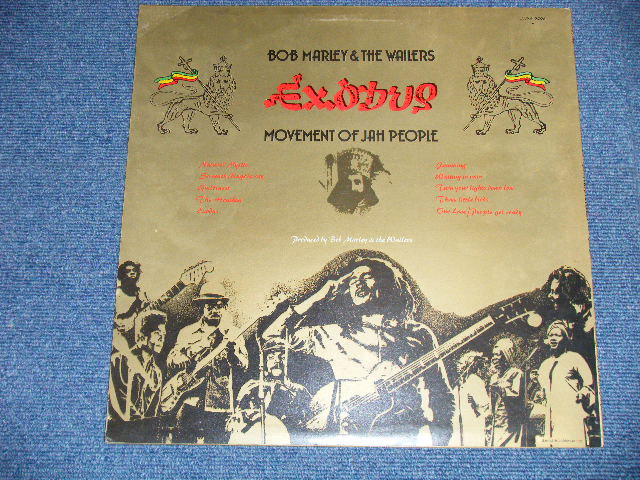 BOB MARLEY & THE WAILERS
Exodus
MOVEMENT OF JAH PEOPLE
Natural Mystic
So much things to say
Guiltiness
The Heathen
Exodus
Jamming
Waiting in vain
Turn your lights down low
Three little birds
One Love / People get ready
Produced by Bob Marley & the Wailers